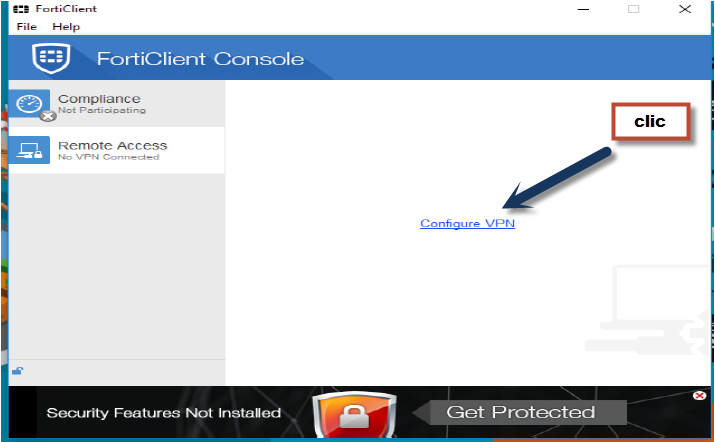 FortiClient
File Help
FortiClient Console
Compliance
Not Participating
clic
Remote Access
No VPN Connected
Configure VPN
Security Features Not Installed
Get Protected